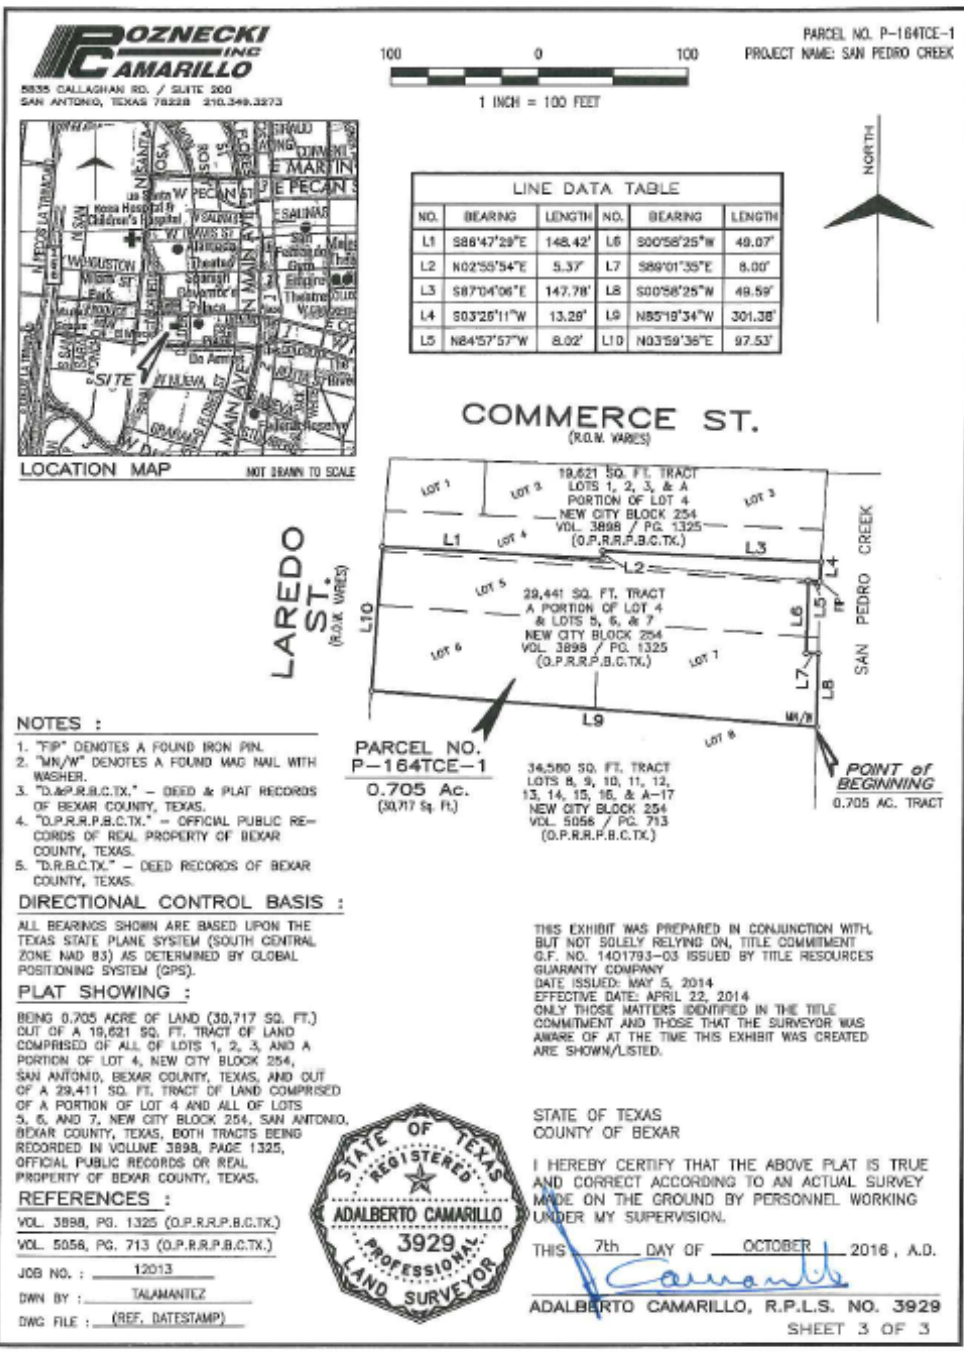 POZNECKI
INC
CAMARILLO
5835 CALLAGHAN RD. / SUITE 200
SAN ANTONIO, TEXAS 78228 210.349.3273
100 0 100
1 INCH = 100 FEET
PARCEL NO. P-164TCE-1
PROJECT NAME: SAN PEDRO CREEK
NORTH
E MARTIN
W PECAN ST
E PECAN S
E SALINAS
W TRAVIS ST
Children's Hospital
W HOUSTON
Milam
Park
Alameda
Theater
Spanish
Governor's
Palace
W NUEVA ST
SITE
LOCATION MAP
NOT DRAWN TO SCALE
LINE DATA TABLE
NO. BEARING LENGTH NO. BEARING LENGTH
L1 S86°47'29"E 148.42' L6 S00°58'25"W 49.07'
L2 N02°55'54"E 5.37' L7 S89°01'35"E 8.00'
L3 S87°04'06"E 147.78' L8 S00°58'25"W 49.59'
L4 S03°26'11"W 13.29' L9 N85°19'34"W 301.38'
L5 N84°57'57"W 8.02' L10 N03°59'36"E 97.53'
COMMERCE ST.
(R.O.W. VARIES)
LOT 1
LOT 2
19,621 SQ. FT. TRACT
LOTS 1, 2, 3, & A
PORTION OF LOT 4
NEW CITY BLOCK 254
VOL. 3898 / PG. 1325
(O.P.R.R.P.B.C.TX.)
LOT 3
LOT 4
L1
L2
L3
L4
L5
FIP
L6
L7
L8
L9
L10
MN/W
LAREDO
ST.
(R.O.W. VARIES)
SAN PEDRO CREEK
LOT 5
LOT 6
29,441 SQ. FT. TRACT
A PORTION OF LOT 4
& LOTS 5, 6, & 7
NEW CITY BLOCK 254
VOL. 3898 / PG. 1325
(O.P.R.R.P.B.C.TX.)
LOT 7
LOT 8
PARCEL NO.
P-164TCE-1
0.705 Ac.
(30,717 Sq. Ft.)
34,580 SQ. FT. TRACT
LOTS 8, 9, 10, 11, 12,
13, 14, 15, 16, & A-17
NEW CITY BLOCK 254
VOL. 5056 / PG. 713
(O.P.R.R.P.B.C.TX.)
POINT of
BEGINNING
0.705 AC. TRACT
NOTES :
1. "FIP" DENOTES A FOUND IRON PIN.
2. "MN/W" DENOTES A FOUND MAG NAIL WITH
WASHER.
3. "D.&P.R.B.C.TX." – DEED & PLAT RECORDS
OF BEXAR COUNTY, TEXAS.
4. "O.P.R.R.P.B.C.TX." – OFFICIAL PUBLIC RE–
CORDS OF REAL PROPERTY OF BEXAR
COUNTY, TEXAS.
5. "D.R.B.C.TX." – DEED RECORDS OF BEXAR
COUNTY, TEXAS.
DIRECTIONAL CONTROL BASIS :
ALL BEARINGS SHOWN ARE BASED UPON THE
TEXAS STATE PLANE SYSTEM (SOUTH CENTRAL
ZONE NAD 83) AS DETERMINED BY GLOBAL
POSITIONING SYSTEM (GPS).
PLAT SHOWING :
BEING 0.705 ACRE OF LAND (30,717 SQ. FT.)
OUT OF A 19,621 SQ. FT. TRACT OF LAND
COMPRISED OF ALL OF LOTS 1, 2, 3, AND A
PORTION OF LOT 4, NEW CITY BLOCK 254,
SAN ANTONIO, BEXAR COUNTY, TEXAS, AND OUT
OF A 29,411 SQ. FT. TRACT OF LAND COMPRISED
OF A PORTION OF LOT 4 AND ALL OF LOTS
5, 6, AND 7, NEW CITY BLOCK 254, SAN ANTONIO,
BEXAR COUNTY, TEXAS, BOTH TRACTS BEING
RECORDED IN VOLUME 3898, PAGE 1325,
OFFICIAL PUBLIC RECORDS OR REAL
PROPERTY OF BEXAR COUNTY, TEXAS.
REFERENCES :
VOL. 3898, PG. 1325 (O.P.R.R.P.B.C.TX.)
VOL. 5056, PG. 713 (O.P.R.R.P.B.C.TX.)
JOB NO. : 12013
DWN BY : TALAMANTEZ
DWG FILE : (REF. DATESTAMP)
STATE OF TEXAS
REGISTERED
ADALBERTO CAMARILLO
3929
PROFESSIONAL
LAND SURVEYOR
THIS EXHIBIT WAS PREPARED IN CONJUNCTION WITH,
BUT NOT SOLELY RELYING ON, TITLE COMMITMENT
G.F. NO. 1401793–03 ISSUED BY TITLE RESOURCES
GUARANTY COMPANY
DATE ISSUED: MAY 5, 2014
EFFECTIVE DATE: APRIL 22, 2014
ONLY THOSE MATTERS IDENTIFIED IN THE TITLE
COMMITMENT AND THOSE THAT THE SURVEYOR WAS
AWARE OF AT THE TIME THIS EXHIBIT WAS CREATED
ARE SHOWN/LISTED.
STATE OF TEXAS
COUNTY OF BEXAR
I HEREBY CERTIFY THAT THE ABOVE PLAT IS TRUE
AND CORRECT ACCORDING TO AN ACTUAL SURVEY
MADE ON THE GROUND BY PERSONNEL WORKING
UNDER MY SUPERVISION.
THIS 7th DAY OF OCTOBER 2016 , A.D.
ADALBERTO CAMARILLO, R.P.L.S. NO. 3929
SHEET 3 OF 3